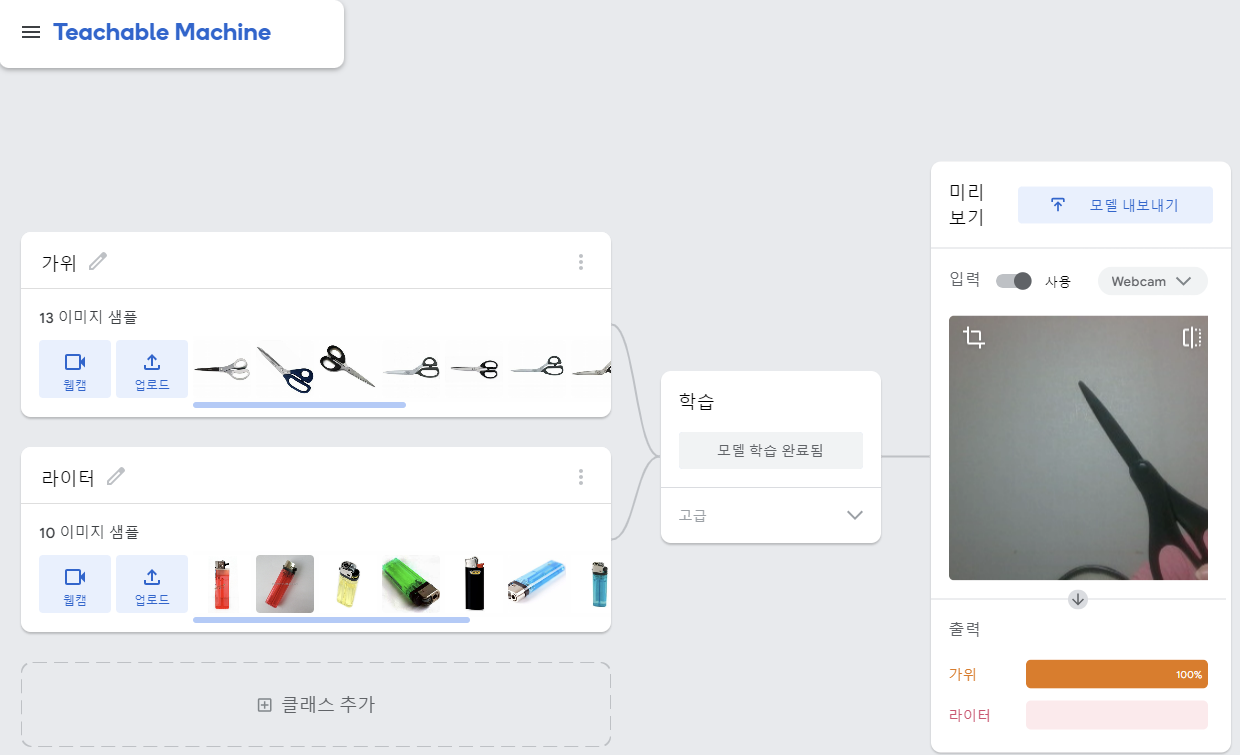 Teachable Machine
가위
13 이미지 샘플
웹캠
업로드
라이터
10 이미지 샘플
웹캠
업로드
클래스 추가
학습
모델 학습 완료됨
고급
미리
보기
모델 내보내기
입력
사용
Webcam
출력
가위
100%
라이터